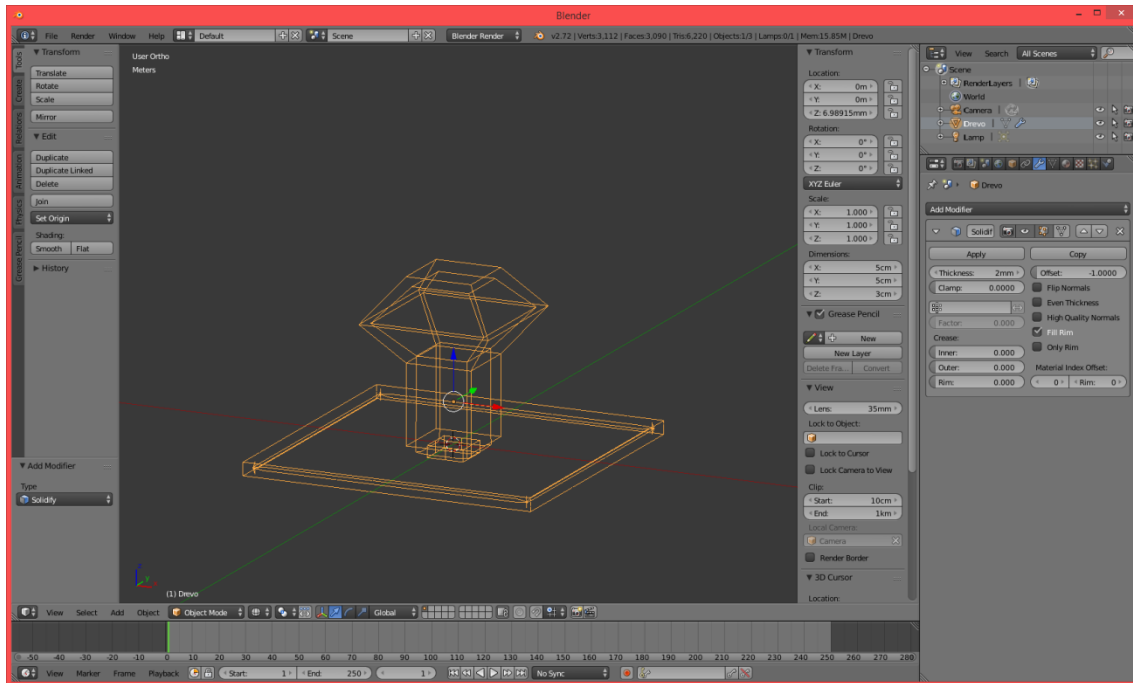 Blender
File Render Window Help Default Scene Blender Render v2.72 | Verts:3,112 | Faces:3,090 | Tris:6,220 | Objects:1/3 | Lamps:0/1 | Mem:15.85M | Drevo
Tools
Create
Relations
Animation
Physics
Grease Pencil
Transform
Translate
Rotate
Scale
Mirror
Edit
Duplicate
Duplicate Linked
Delete
Join
Set Origin
Shading:
Smooth Flat
History
Add Modifier
Type
Solidify
User Ortho
Meters
(1) Drevo
Transform
Location:
X: 0m
Y: 0m
Z: 6.98915mm
Rotation:
X: 0°
Y: 0°
Z: 0°
XYZ Euler
Scale:
X: 1.000
Y: 1.000
Z: 1.000
Dimensions:
X: 5cm
Y: 5cm
Z: 3cm
Grease Pencil
New
New Layer
Delete Fra... Convert
View
Lens: 35mm
Lock to Object:
Lock to Cursor
Lock Camera to View
Clip:
Start: 10cm
End: 1km
Local Camera:
Camera
Render Border
3D Cursor
Location:
View Search All Scenes
Scene
RenderLayers |
World
Camera |
Drevo |
Lamp |
Drevo
Add Modifier
Solidif
Apply Copy
Thickness: 2mm Offset: -1.0000
Clamp: 0.0000 Flip Normals
Even Thickness
Factor: 0.000 High Quality Normals
Crease: Fill Rim
Inner: 0.000 Only Rim
Outer: 0.000 Material Index Offset:
Rim: 0.000 0 Rim: 0
View Select Add Object Object Mode Global
-50 -40 -30 -20 -10 0 10 20 30 40 50 60 70 80 90 100 110 120 130 140 150 160 170 180 190 200 210 220 230 240 250 260 270 280
View Marker Frame Playback Start: 1 End: 250 1 No Sync